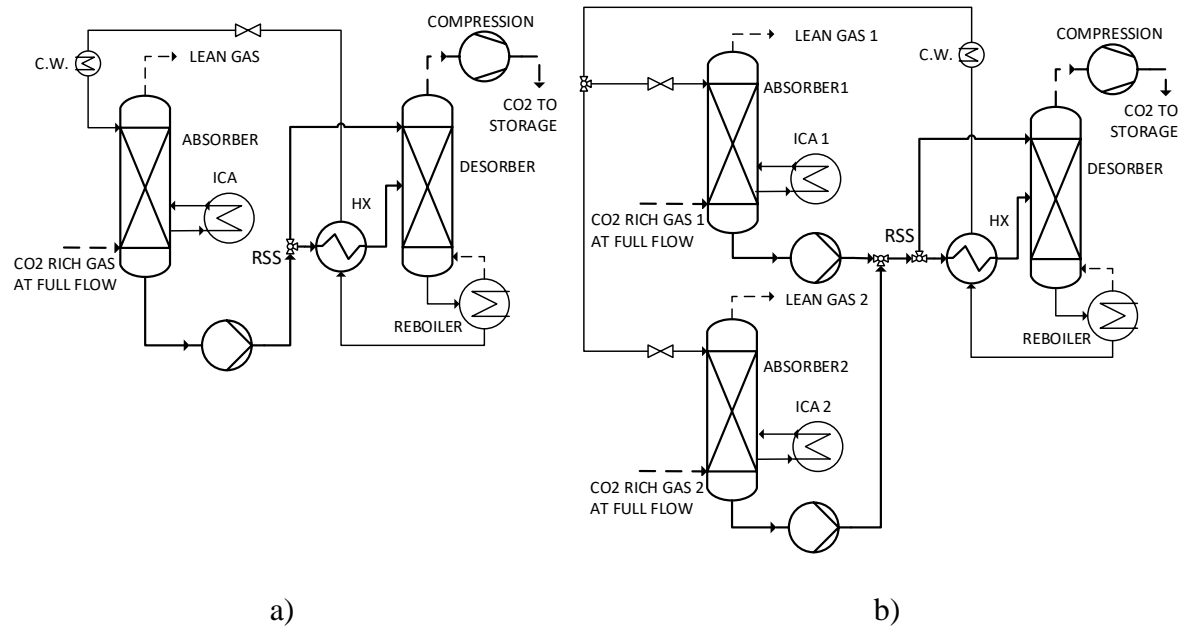 COMPRESSION
C.W.
LEAN GAS
CO2 TO
STORAGE
ABSORBER
DESORBER
ICA
HX
CO2 RICH GAS
AT FULL FLOW
RSS
REBOILER
a)
LEAN GAS 1
COMPRESSION
C.W.
ABSORBER1
CO2 TO
STORAGE
ICA 1
DESORBER
CO2 RICH GAS 1
AT FULL FLOW
RSS
HX
LEAN GAS 2
REBOILER
ABSORBER2
ICA 2
CO2 RICH GAS 2
AT FULL FLOW
b)